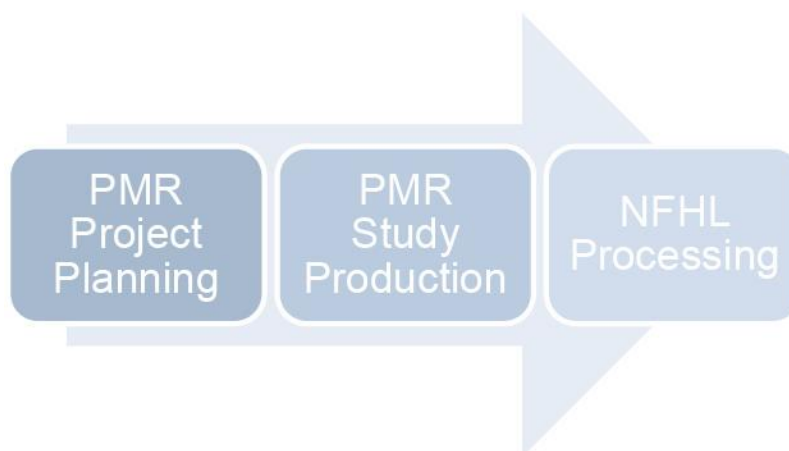 PMR
Project
Planning
PMR
Study
Production
NFHL
Processing